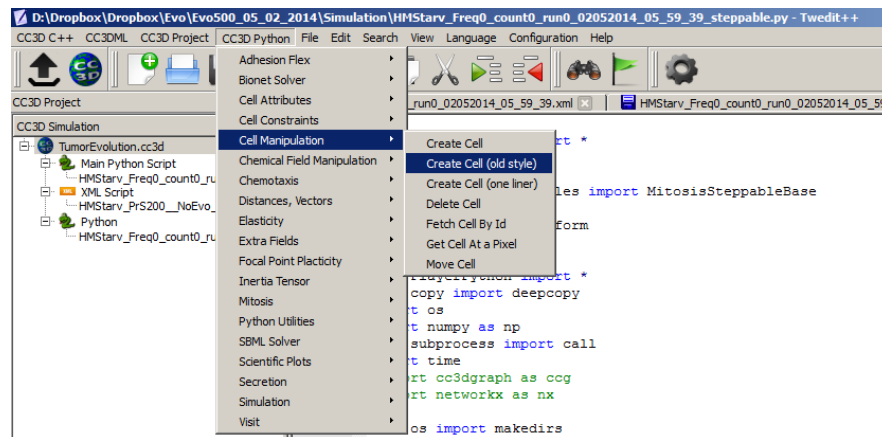 D:\Dropbox\Dropbox\Evo\Evo500_05_02_2014\Simulation\HMStarv_Freq0_count0_run0_02052014_05_59_39_steppable.py - Twedit++
CC3D C++ CC3DML CC3D Project CC3D Python File Edit Search View Language Configuration Help
CC3D Project
_run0_02052014_05_59_39.xml
HMStarv_Freq0_count0_run0_02052014_05_5
CC3D Simulation
TumorEvolution.cc3d
Main Python Script
HMStarv_Freq0_count0_ru
XML Script
HMStarv_PrS200__NoEvo_
Python
HMStarv_Freq0_count0_ru
Adhesion Flex
Bionet Solver
Cell Attributes
Cell Constraints
Cell Manipulation
Chemical Field Manipulation
Chemotaxis
Distances, Vectors
Elasticity
Extra Fields
Focal Point Placticity
Inertia Tensor
Mitosis
Python Utilities
SBML Solver
Scientific Plots
Secretion
Simulation
Visit
Create Cell
Create Cell (old style)
Create Cell (one liner)
Delete Cell
Fetch Cell By Id
Get Cell At a Pixel
Move Cell
rt *
les import MitosisSteppableBase
form
import *
copy import deepcopy
rt os
rt numpy as np
subprocess import call
rt time
ort cc3dgraph as ccg
ort networkx as nx
os import makedirs